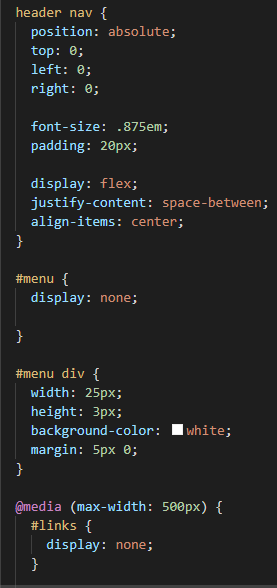 header nav {
position: absolute;
top: 0;
left: 0;
right: 0;
font-size: .875em;
padding: 20px;
display: flex;
justify-content: space-between;
align-items: center;
}
#menu {
display: none;
}
#menu div {
width: 25px;
height: 3px;
background-color: white;
margin: 5px 0;
}
@media (max-width: 500px) {
#links {
display: none;
}